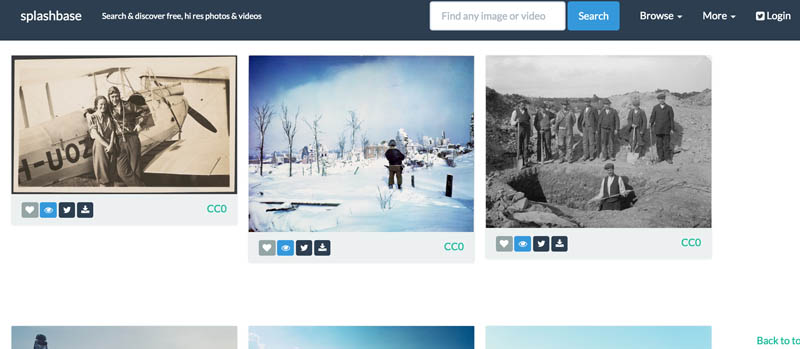 splashbase
Search & discover free, hi res photos & videos
Find any image or video
Search
Browse
More
Login
H-UOZ
CC0
CC0
CC0
Back to to